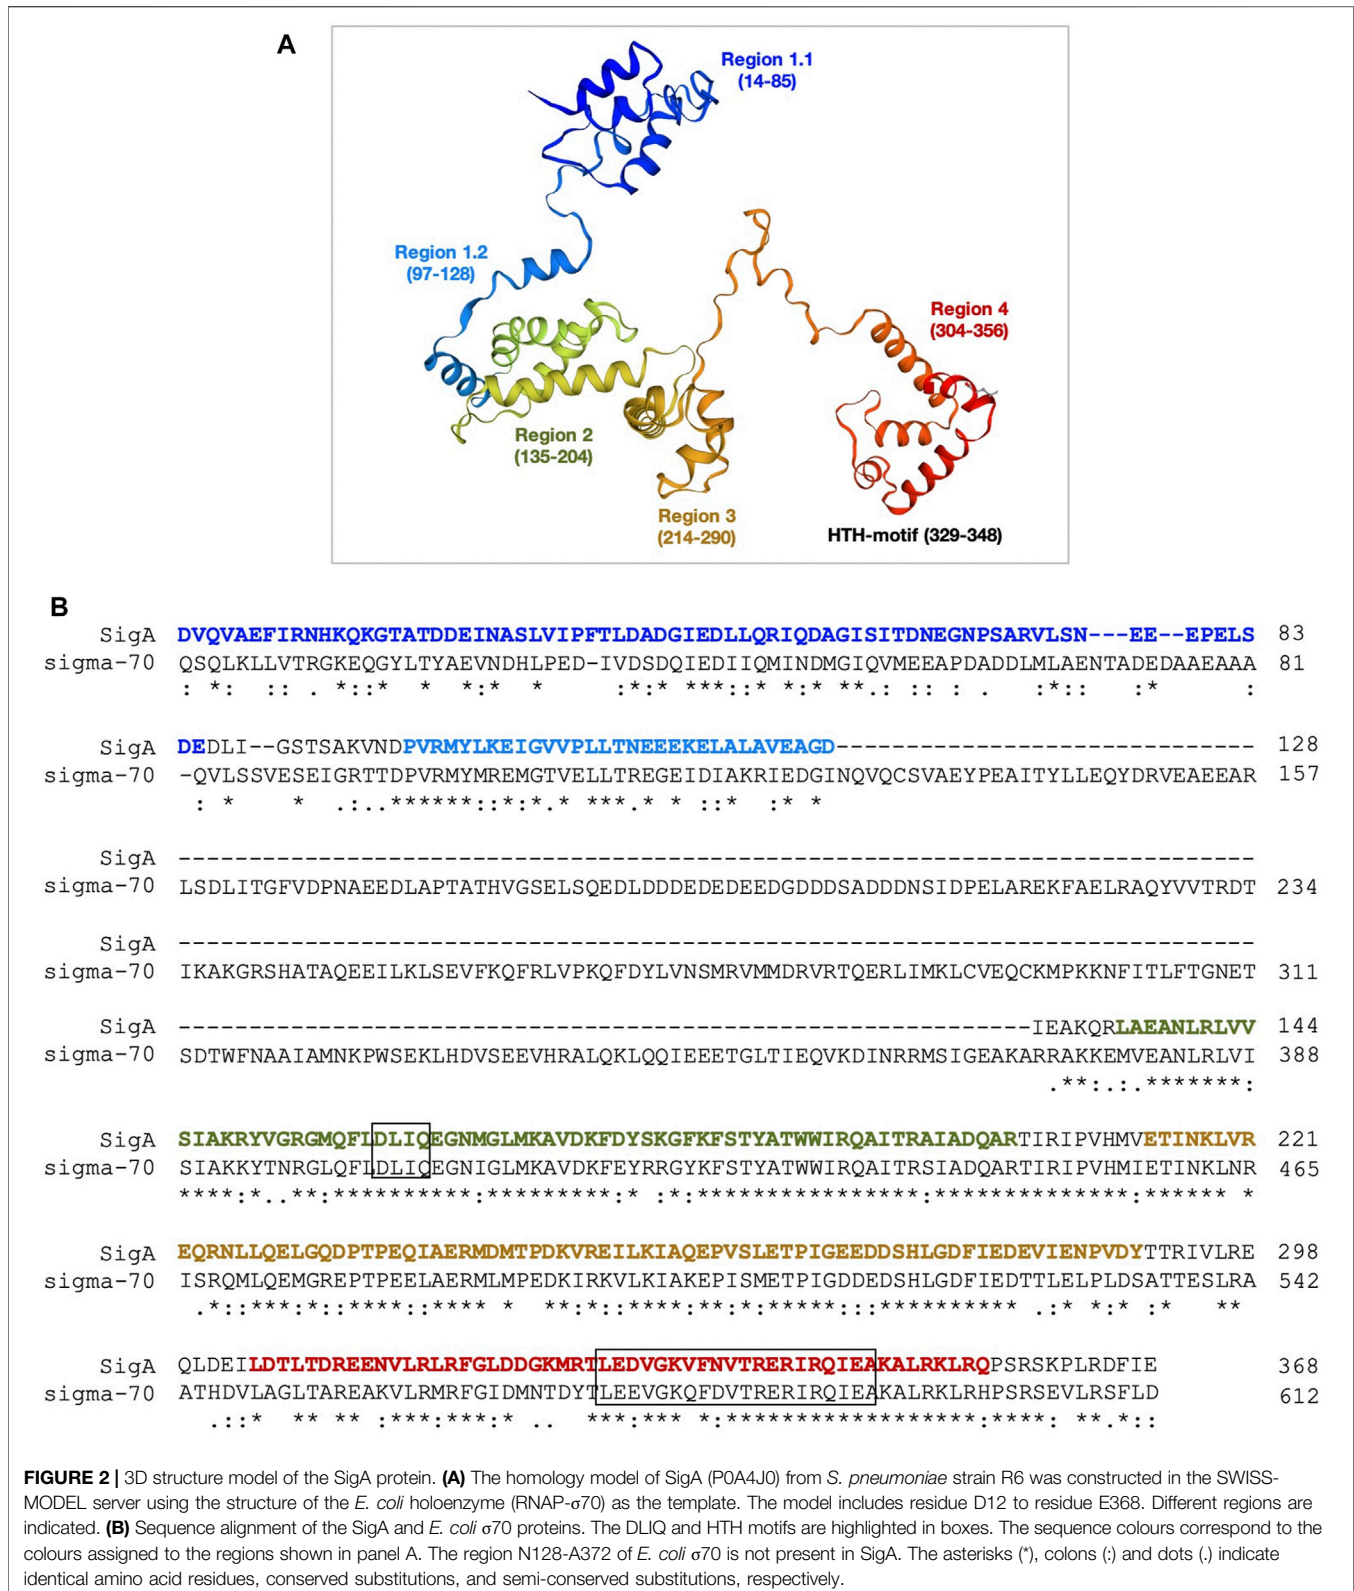 A
Region 1.1
(14-85)
Region 1.2
(97-128)
Region 4
(304-356)
Region 2
(135-204)
Region 3
(214-290)
HTH-motif (329-348)
B
SigA DVQVAEFIRNHKQKGTATDDEINASLVIPFTLDADGIEDLLQRIQDAGISITDNEGNPSARVLSN---EE--EPELS 83
sigma-70 QSQLKLLVTRGKEQGYLTYAEVNDHLPED-IVDSDQIEDIIQMINDMGIQVMEEAPDADDLMLAENTADEDAAEAAA 81
: *: :: . *::* * *:* * :*:* ***::* *:* **.: :: : . :*:: :* :
SigA DEDLI--GSTSAKVNDPVRMYLKEIGVVPLLTNEEEKELALAVEAGD------------------------------ 128
sigma-70 -QVLSSVESEIGRTTDPVRMYMREMGTVELLTREGEIDIAKRIEDGINQVQCSVAEYPEAITYLLEQYDRVEAEEAR 157
: * * .:..******::*:*.* ***.* * ::* :* *
SigA -----------------------------------------------------------------------------
sigma-70 LSDLITGFVDPNAEEDLAPTATHVGSELSQEDLDDDEDEDEEDGDDDSADDDNSIDPELAREKFAELRAQYVVTRDT 234
SigA -----------------------------------------------------------------------------
sigma-70 IKAKGRSHATAQEEILKLSEVFKQFRLVPKQFDYLVNSMRVMMDRVRTQERLIMKLCVEQCKMPKKNFITLFTGNET 311
SigA -------------------------------------------------------------IEAKQRLAEANLRLVV 144
sigma-70 SDTWFNAAIAMNKPWSEKLHDVSEEVHRALQKLQQIEEETGLTIEQVKDINRRMSIGEAKARRAKKEMVEANLRLVI 388
.**:.:.*******:
SigA SIAKRYVGRGMQFLDLIQEGNMGLMKAVDKFDYSKGFKFSTYATWWIRQAITRAIADQARTIRIPVHMVETINKLVR 221
sigma-70 SIAKKYTNRGLQFLDLIQEGNIGLMKAVDKFEYRRGYKFSTYATWWIRQAITRSIADQARTIRIPVHMIETINKLNR 465
****:*..**:**********:*********:* :*:****************:**************:****** *
SigA EQRNLLQELGQDPTPEQIAERMDMTPDKVREILKIAQEPVSLETPIGEEDDSHLGDFIEDEVIENPVDYTTRIVLRE 298
sigma-70 ISRQMLQEMGREPTPEELAERMLMPEDKIRKVLKIAKEPISMETPIGDDEDSHLGDFIEDTTLELPLDSATTESLRA 542
.*::***:*::****::**** * **:*::****:**:*:*****:::********** .:* *:* :* **
SigA QLDEILDTLTDREENVLRLRFGLDDGKMRTLEDVGKVFNVTRERIRQIEAKALRKLRQPSRSKPLRDFIE 368
sigma-70 ATHDVLAGLTAREAKVLRMRFGIDMNTDYTLEEVGKQFDVTRERIRQIEAKALRKLRHPSRSEVLRSFLD 612
.::* ** ** :***:***:* .. ***:*** *:******************:****: **.*::
FIGURE 2 | 3D structure model of the SigA protein. (A) The homology model of SigA (P0A4J0) from S. pneumoniae strain R6 was constructed in the SWISS-
MODEL server using the structure of the E. coli holoenzyme (RNAP-σ70) as the template. The model includes residue D12 to residue E368. Different regions are
indicated. (B) Sequence alignment of the SigA and E. coli σ70 proteins. The DLIQ and HTH motifs are highlighted in boxes. The sequence colours correspond to the
colours assigned to the regions shown in panel A. The region N128-A372 of E. coli σ70 is not present in SigA. The asterisks (*), colons (:) and dots (.) indicate
identical amino acid residues, conserved substitutions, and semi-conserved substitutions, respectively.